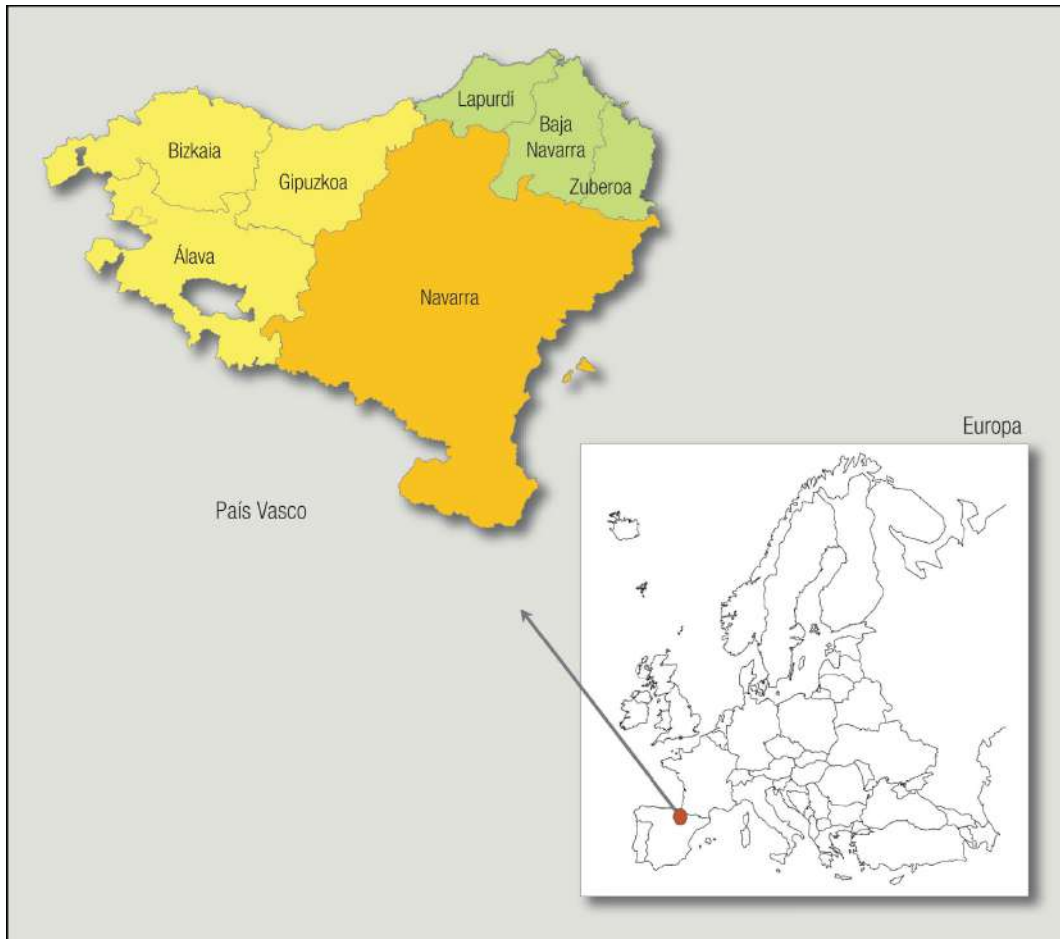 Lapurdi
Baja
Navarra
Bizkaia
Gipuzkoa
Zuberoa
Álava
Navarra
Europa
País Vasco